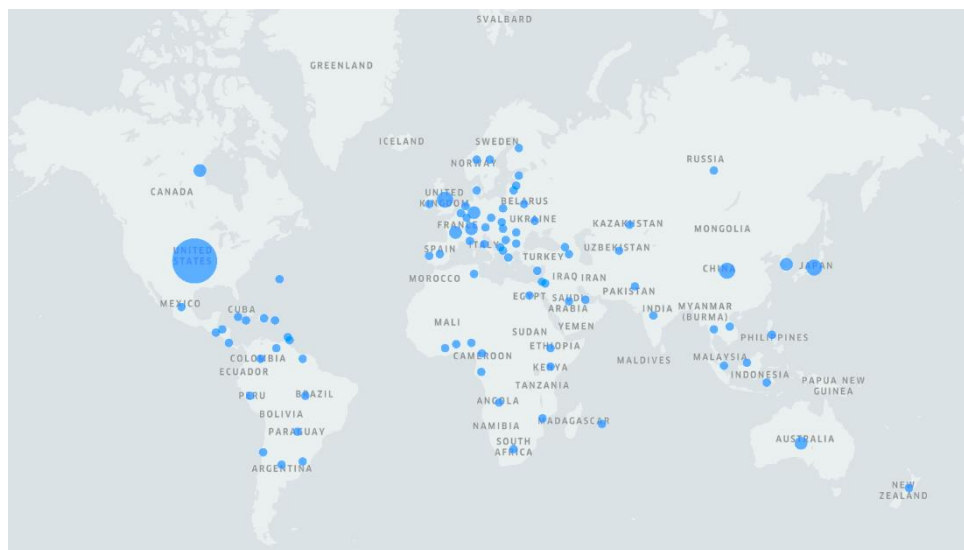 SVALBARD
GREENLAND
ICELAND
SWEDEN
NORWAY
RUSSIA
CANADA
UNITED
KINGDOM
BELARUS
UKRAINE
FRANCE
KAZAKHSTAN
MONGOLIA
UNITED
STATES
SPAIN
ITALY
TURKEY
UZBEKISTAN
CHINA
JAPAN
MOROCCO
IRAQ
IRAN
PAKISTAN
MEXICO
CUBA
EGYPT
SAUDI
ARABIA
INDIA
MYANMAR
(BURMA)
MALI
SUDAN
YEMEN
PHILIPPINES
COLOMBIA
CAMEROON
ETHIOPIA
MALDIVES
MALAYSIA
ECUADOR
KENYA
INDONESIA
TANZANIA
PAPUA NEW
GUINEA
PERU
BRAZIL
ANGOLA
BOLIVIA
NAMIBIA
MADAGASCAR
PARAGUAY
SOUTH
AFRICA
AUSTRALIA
ARGENTINA
NEW
ZEALAND